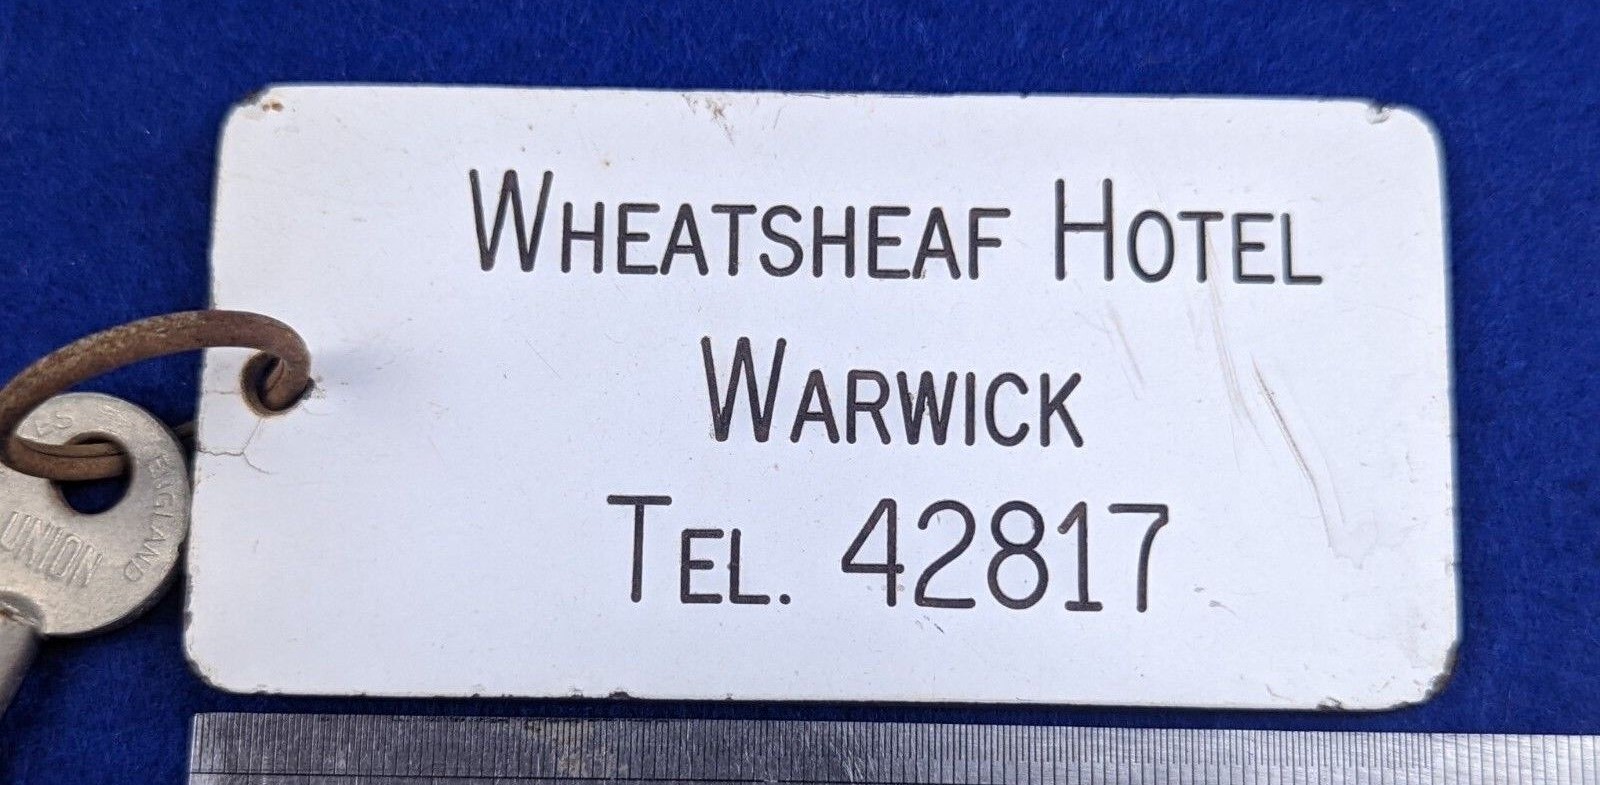 Wheatsheaf Hotel
Warwick
Tel. 42817
UNION
ENGLAND